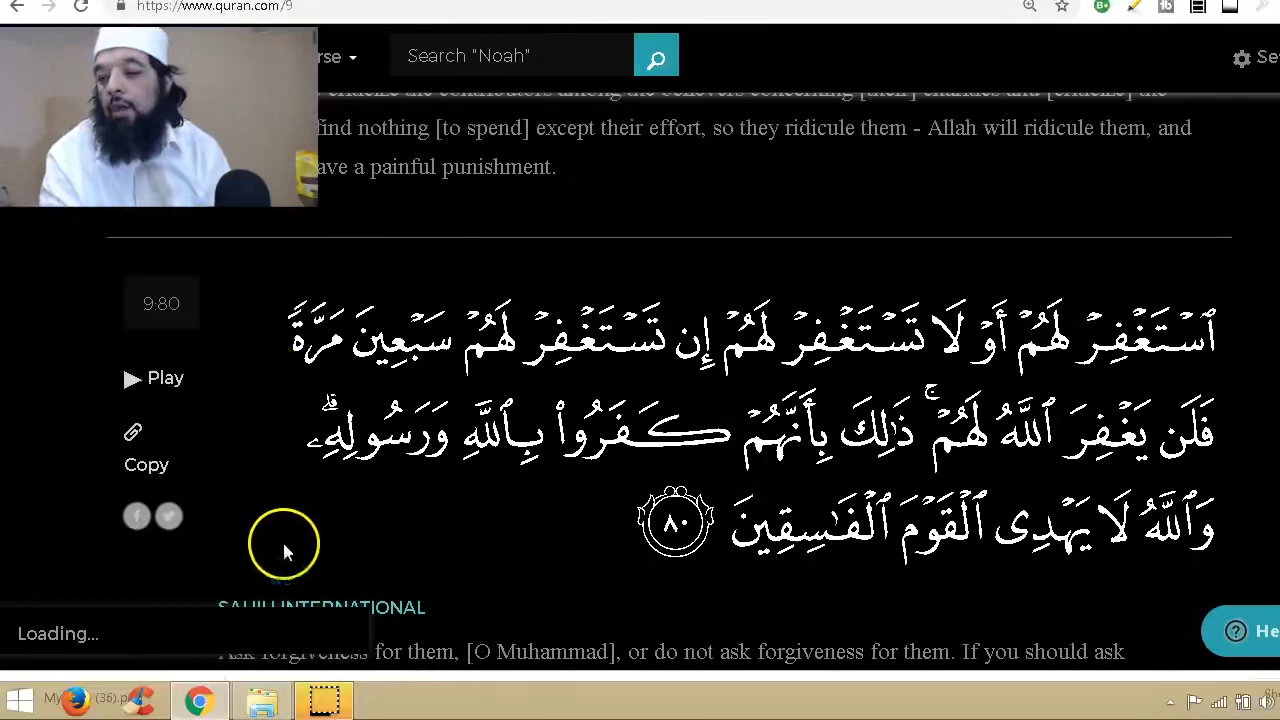 https://www.quran.com/9
rse
Search "Noah"
find nothing [to spend] except their effort, so they ridicule them - Allah will ridicule them, and
ave a painful punishment.
9:80
ٱسْتَغْفِرْ لَهُمْ أَوْ لَا تَسْتَغْفِرْ لَهُمْ إِن تَسْتَغْفِرْ لَهُمْ سَبْعِينَ مَرَّةً
فَلَن يَغْفِرَ ٱللَّهُ لَهُمْ ۚ ذَٰلِكَ بِأَنَّهُمْ كَفَرُوا۟ بِٱللَّهِ وَرَسُولِهِۦ ۗ
وَٱللَّهُ لَا يَهْدِى ٱلْقَوْمَ ٱلْفَـٰسِقِينَ ٨٠
Play
Copy
SAHIH INTERNATIONAL
Loading...
Ask forgiveness for them, [O Muhammad], or do not ask forgiveness for them. If you should ask
He